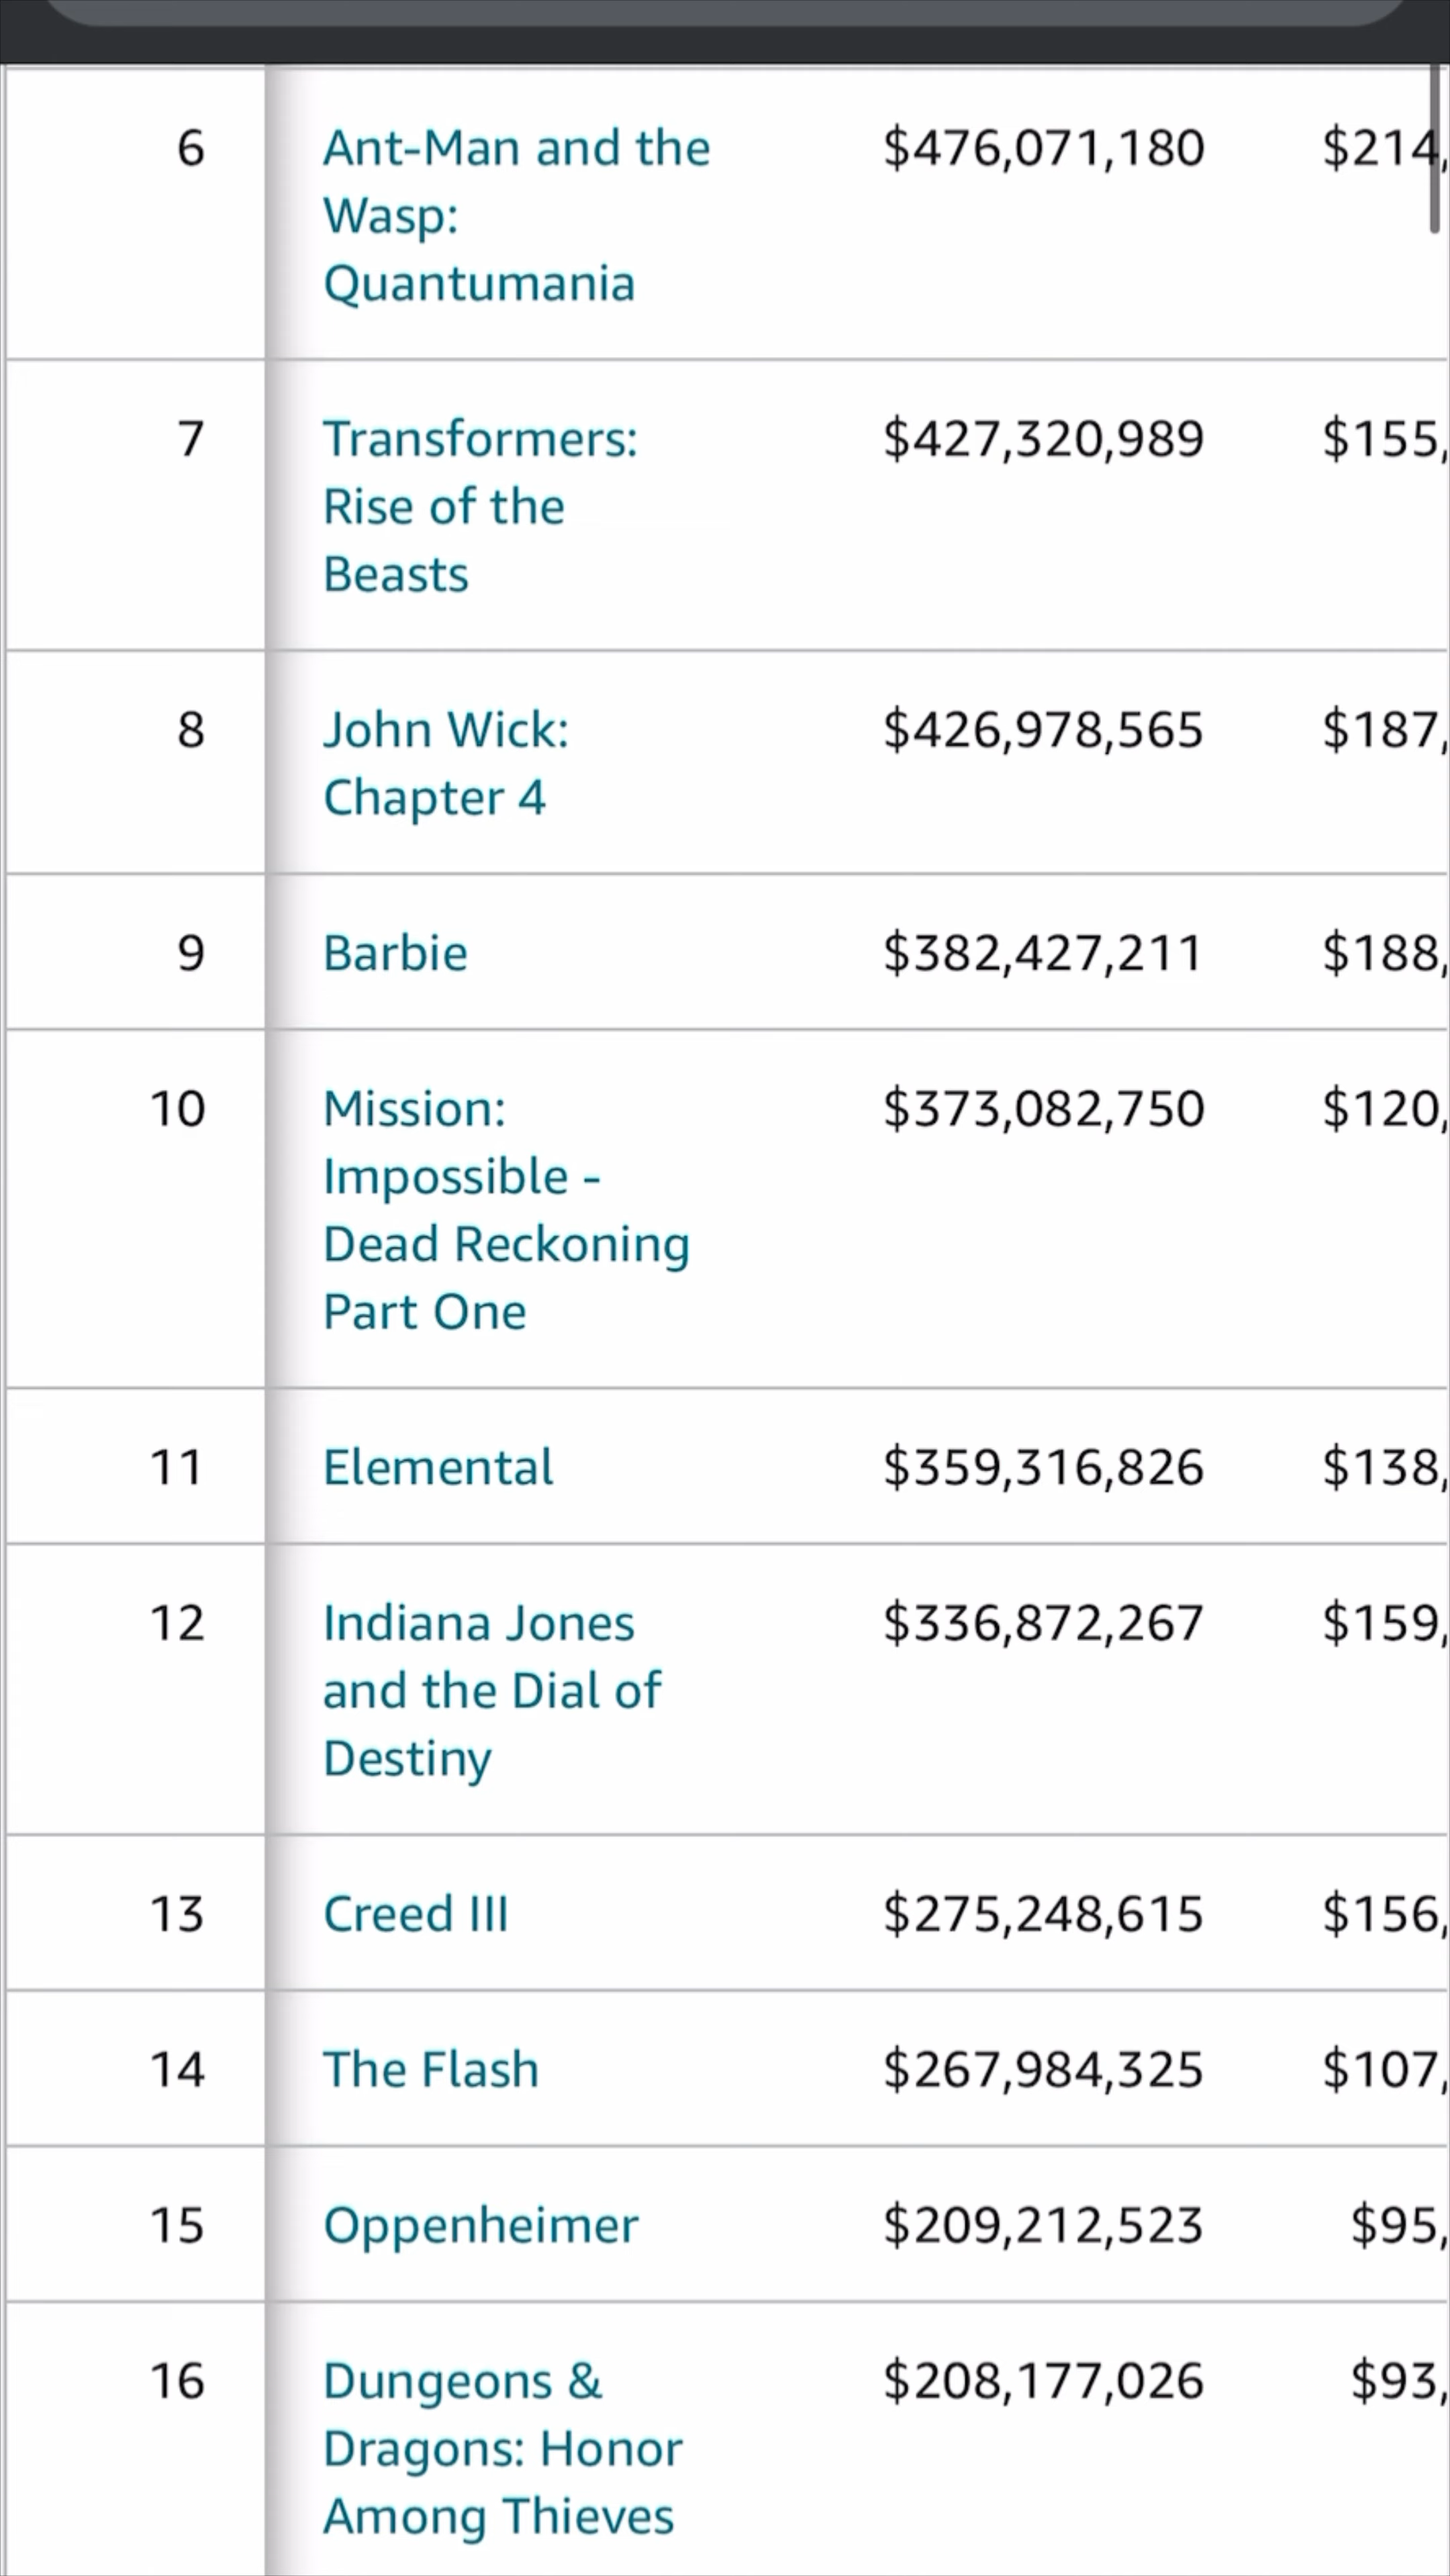 6 Ant-Man and the $476,071,180 $214,
Wasp:
Quantumania
7 Transformers: $427,320,989 $155,
Rise of the
Beasts
8 John Wick: $426,978,565 $187,
Chapter 4
9 Barbie $382,427,211 $188,
10 Mission: $373,082,750 $120,
Impossible -
Dead Reckoning
Part One
11 Elemental $359,316,826 $138,
12 Indiana Jones $336,872,267 $159,
and the Dial of
Destiny
13 Creed III $275,248,615 $156,
14 The Flash $267,984,325 $107,
15 Oppenheimer $209,212,523 $95,
16 Dungeons & $208,177,026 $93,
Dragons: Honor
Among Thieves